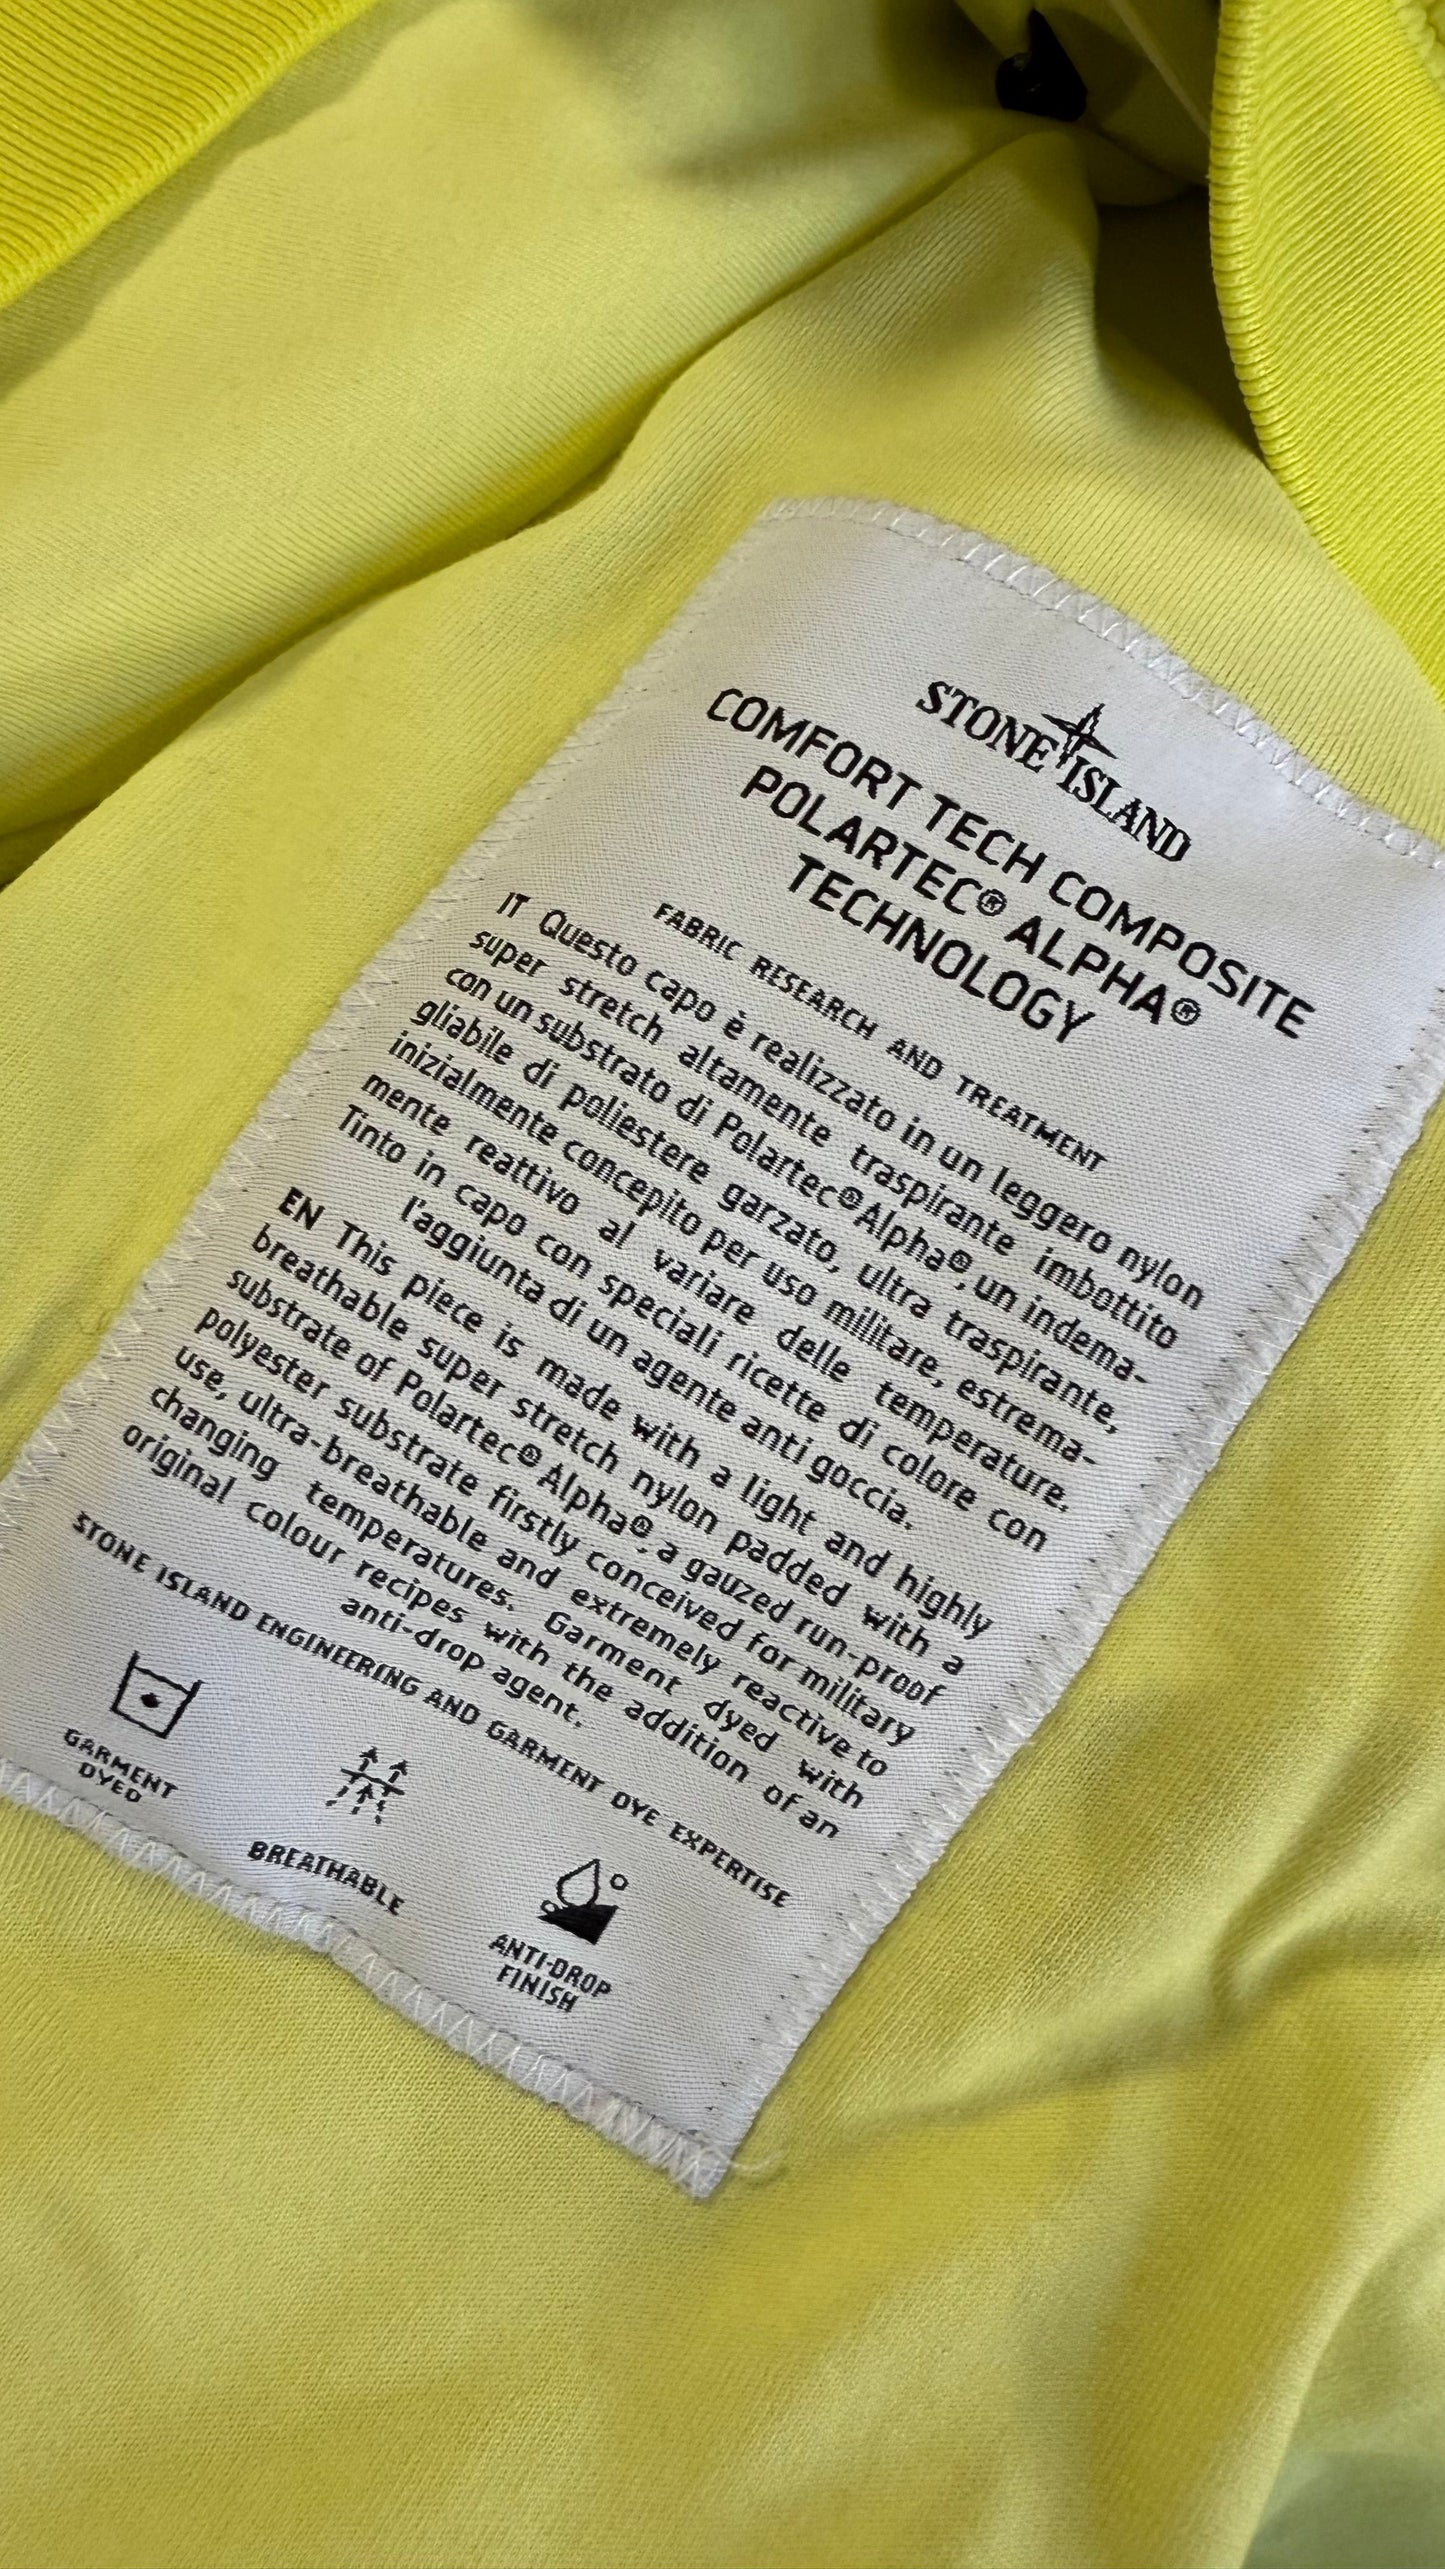 STONE ISLAND
COMFORT TECH COMPOSITE
POLARTEC® ALPHA®
TECHNOLOGY
FABRIC RESEARCH AND TREATMENT
IT Questo capo è realizzato in un leggero nylon
super stretch altamente traspirante imbottito
con un substrato di Polartec® Alpha®, un indema-
gliabile di poliestere garzato, ultra traspirante,
inizialmente concepito per uso militare, estrema-
mente reattivo al variare delle temperature.
Tinto in capo con speciali ricette di colore con
l'aggiunta di un agente anti goccia.
EN This piece is made with a light and highly
breathable super stretch nylon padded with a
substrate of Polartec® Alpha®, a gauzed run-proof
polyester substrate firstly conceived for military
use, ultra-breathable and extremely reactive to
changing temperatures. Garment dyed with
original colour recipes with the addition of an
anti-drop agent.
STONE ISLAND ENGINEERING AND GARMENT DYE EXPERTISE
GARMENT
DYED
BREATHABLE
ANTI-DROP
FINISH